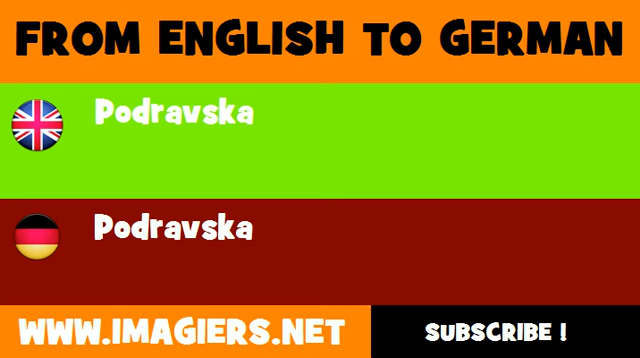 FROM ENGLISH TO GERMAN
Podravska
Podravska
WWW.IMAGIERS.NET
SUBSCRIBE !